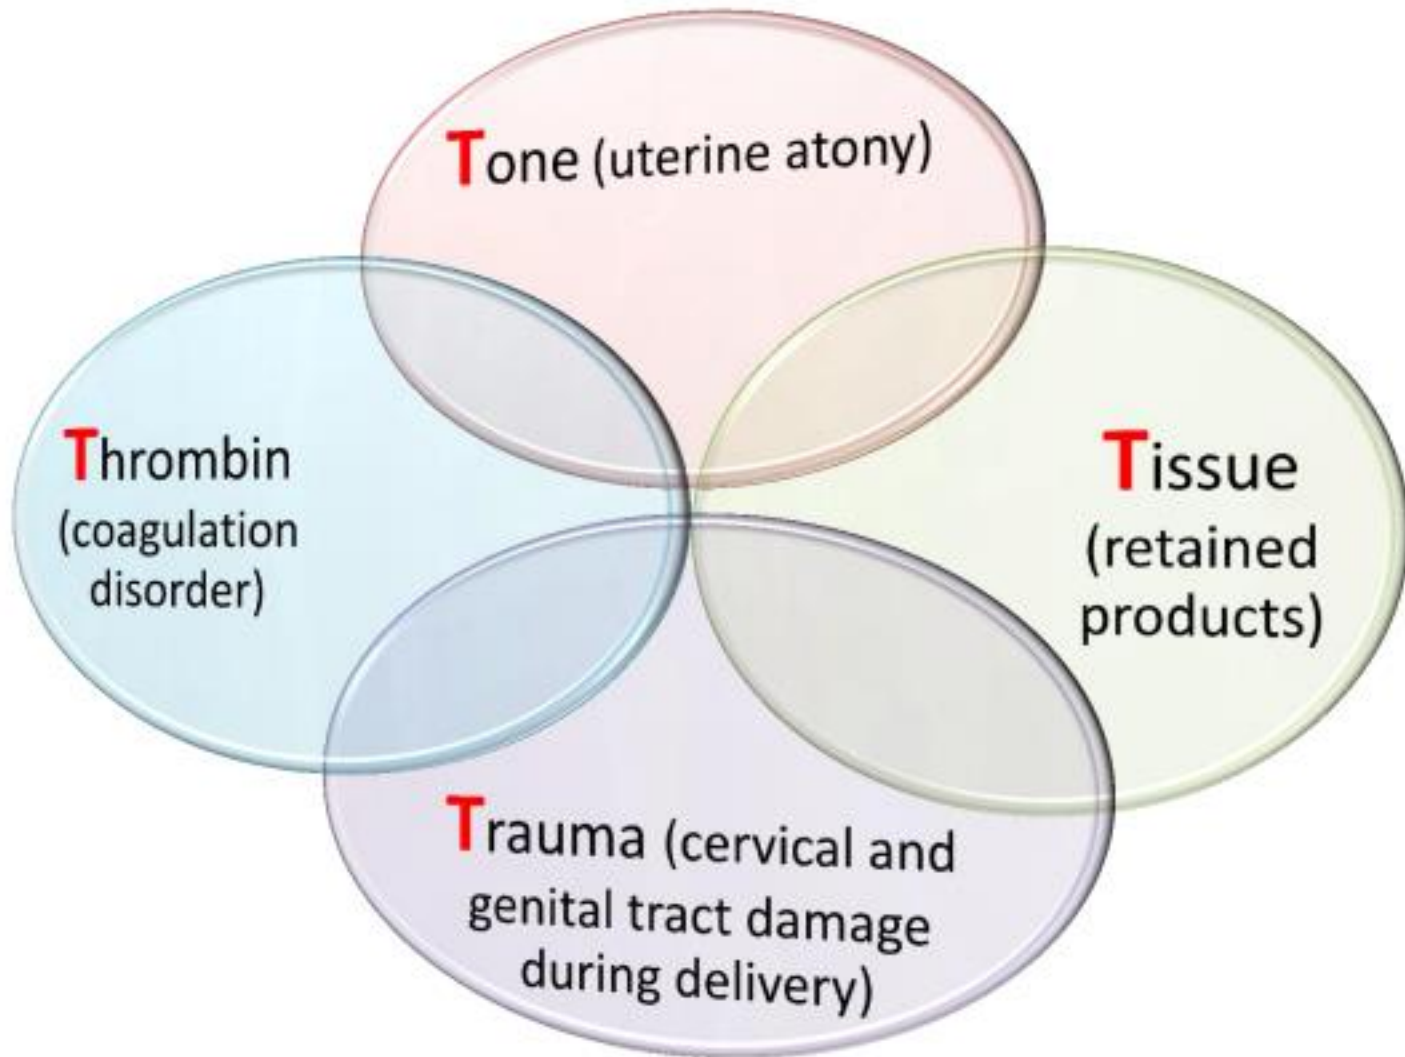 Tone (uterine atony)
Thrombin
(coagulation
disorder)
Tissue
(retained
products)
Trauma (cervical and
genital tract damage
during delivery)